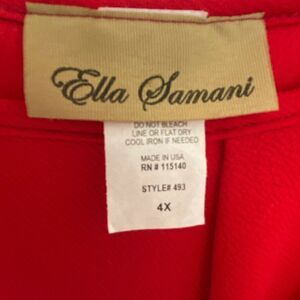 Ella Samani
DO NOT BLEACH
LINE OR FLAT DRY
COOL IRON IF NEEDED
MADE IN USA
RN # 115140
STYLE# 493
4X